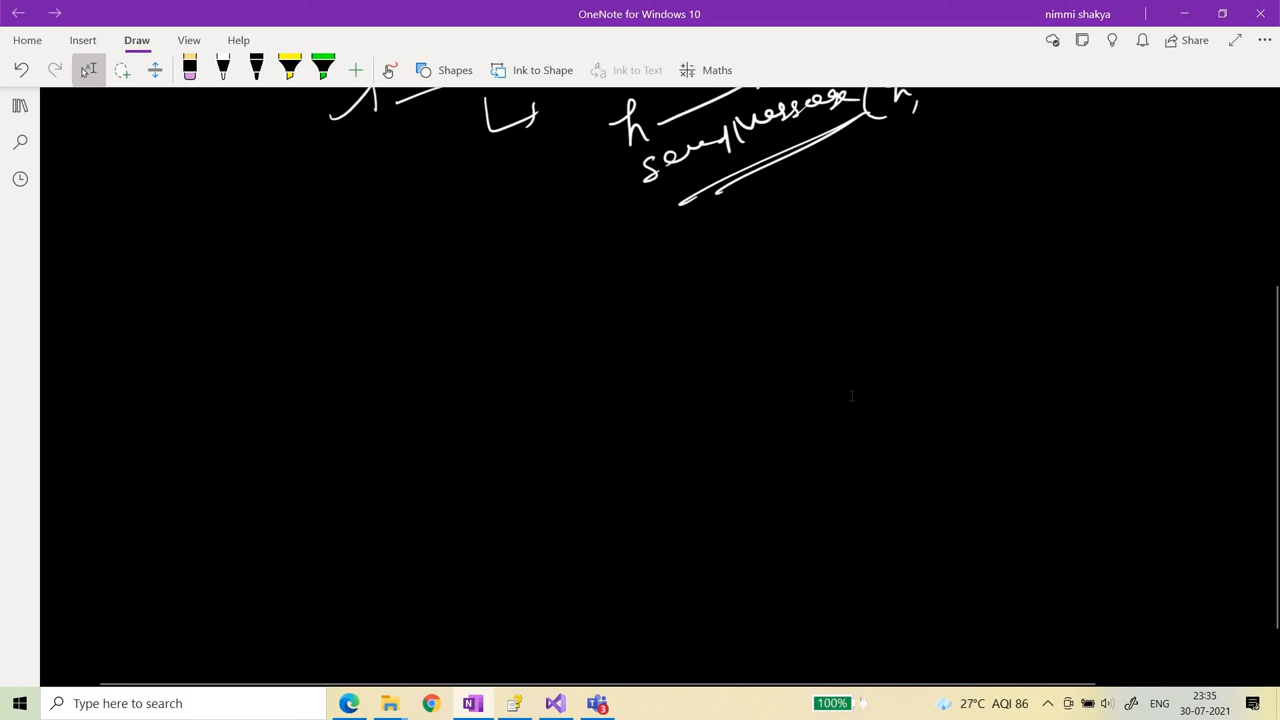 OneNote for Windows 10
nimmi shakya
Home
Insert
Draw
View
Help
Share
Shapes
Ink to Shape
Ink to Text
Maths
h
SendMessage ( h,
Type here to search
3
100%
27°C AQI 86
ENG
23:35
30-07-2021